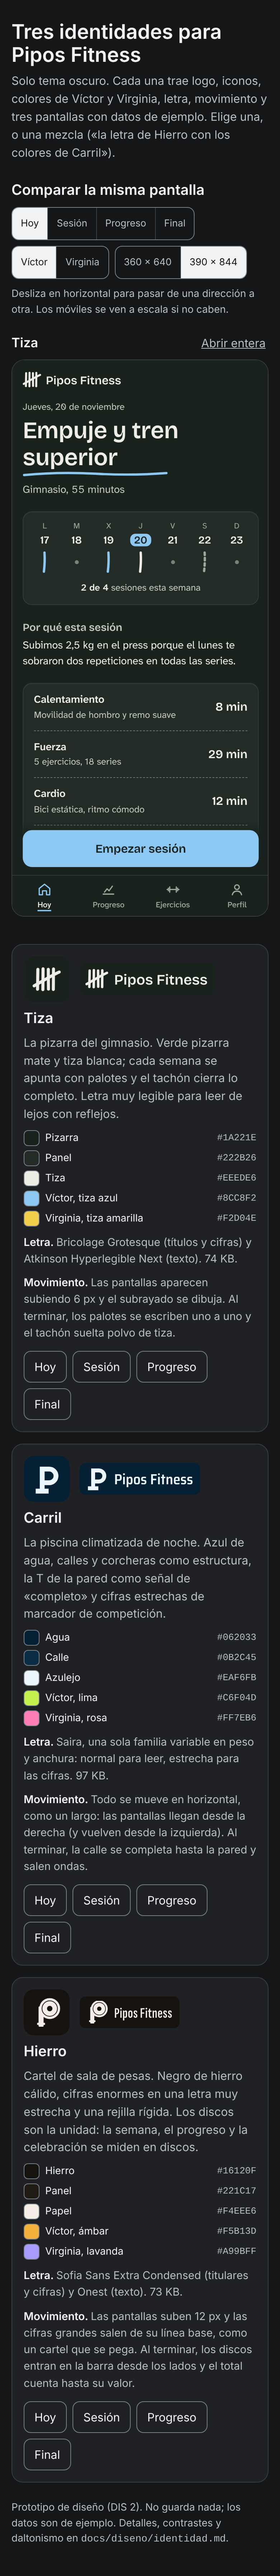 Tres identidades para
Pipos Fitness
Solo tema oscuro. Cada una trae logo, iconos,
colores de Víctor y Virginia, letra, movimiento y
tres pantallas con datos de ejemplo. Elige una,
o una mezcla («la letra de Hierro con los
colores de Carril»).
Comparar la misma pantalla
Hoy Sesión Progreso Final
Víctor Virginia 360 × 640 390 × 844
Desliza en horizontal para pasar de una dirección a
otra. Los móviles se ven a escala si no caben.
Tiza Abrir entera
Pipos Fitness
Jueves, 20 de noviembre
Empuje y tren
superior
Gimnasio, 55 minutos
L M X J V S D
17 18 19 20 21 22 23
2 de 4 sesiones esta semana
Por qué esta sesión
Subimos 2,5 kg en el press porque el lunes te
sobraron dos repeticiones en todas las series.
Calentamiento
Movilidad de hombro y remo suave
8 min
Fuerza
5 ejercicios, 18 series
29 min
Cardio
Bici estática, ritmo cómodo
12 min
Empezar sesión
Hoy Progreso Ejercicios Perfil
Pipos Fitness
Tiza
La pizarra del gimnasio. Verde pizarra
mate y tiza blanca; cada semana se
apunta con palotes y el tachón cierra lo
completo. Letra muy legible para leer de
lejos con reflejos.
Pizarra #1A221E
Panel #222B26
Tiza #EEEDE6
Víctor, tiza azul #8CC8F2
Virginia, tiza amarilla #F2D04E
Letra. Bricolage Grotesque (títulos y cifras) y
Atkinson Hyperlegible Next (texto). 74 KB.
Movimiento. Las pantallas aparecen
subiendo 6 px y el subrayado se dibuja. Al
terminar, los palotes se escriben uno a uno y
el tachón suelta polvo de tiza.
Hoy Sesión Progreso
Final
Pipos Fitness
Carril
La piscina climatizada de noche. Azul de
agua, calles y corcheras como estructura,
la T de la pared como señal de
«completo» y cifras estrechas de
marcador de competición.
Agua #062033
Calle #0B2C45
Azulejo #EAF6FB
Víctor, lima #C6F04D
Virginia, rosa #FF7EB6
Letra. Saira, una sola familia variable en peso
y anchura: normal para leer, estrecha para
las cifras. 97 KB.
Movimiento. Todo se mueve en horizontal,
como un largo: las pantallas llegan desde la
derecha (y vuelven desde la izquierda). Al
terminar, la calle se completa hasta la pared y
salen ondas.
Hoy Sesión Progreso
Final
Pipos Fitness
Hierro
Cartel de sala de pesas. Negro de hierro
cálido, cifras enormes en una letra muy
estrecha y una rejilla rígida. Los discos
son la unidad: la semana, el progreso y la
celebración se miden en discos.
Hierro #16120F
Panel #221C17
Papel #F4EEE6
Víctor, ámbar #F5B13D
Virginia, lavanda #A99BFF
Letra. Sofia Sans Extra Condensed (titulares
y cifras) y Onest (texto). 73 KB.
Movimiento. Las pantallas suben 12 px y las
cifras grandes salen de su línea base, como
un cartel que se pega. Al terminar, los discos
entran en la barra desde los lados y el total
cuenta hasta su valor.
Hoy Sesión Progreso
Final
Prototipo de diseño (DIS 2). No guarda nada; los
datos son de ejemplo. Detalles, contrastes y
daltonismo en docs/diseno/identidad.md.